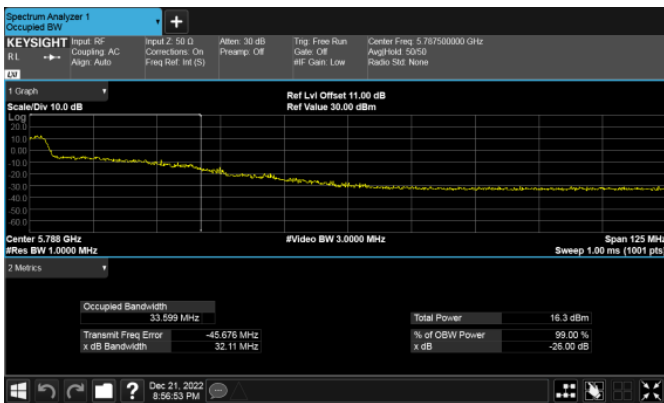 Spectrum Analyzer 1
Occupied BW
+
KEYSIGHT Input: RF Input Z: 50 Ω Atten: 30 dB Trig: Free Run Center Freq: 5.787500000 GHz
RL Coupling: AC Corrections: On Preamp: Off Gate: Off Avg|Hold: 50/50
Align: Auto Freq Ref: Int (S) #IF Gain: Low Radio Std: None
LXI
1 Graph
Ref Lvl Offset 11.00 dB
Scale/Div 10.0 dB Ref Value 30.00 dBm
Log
20.0
10.0
0.00
-10.0
-20.0
-30.0
-40.0
-50.0
-60.0
Center 5.788 GHz #Video BW 3.0000 MHz Span 125 MHz
#Res BW 1.0000 MHz Sweep 1.00 ms (1001 pts)
2 Metrics
Occupied Bandwidth
33.599 MHz Total Power 16.3 dBm
Transmit Freq Error -45.676 MHz % of OBW Power 99.00 %
x dB Bandwidth 32.11 MHz x dB -26.00 dB
? Dec 21, 2022
8:56:53 PM